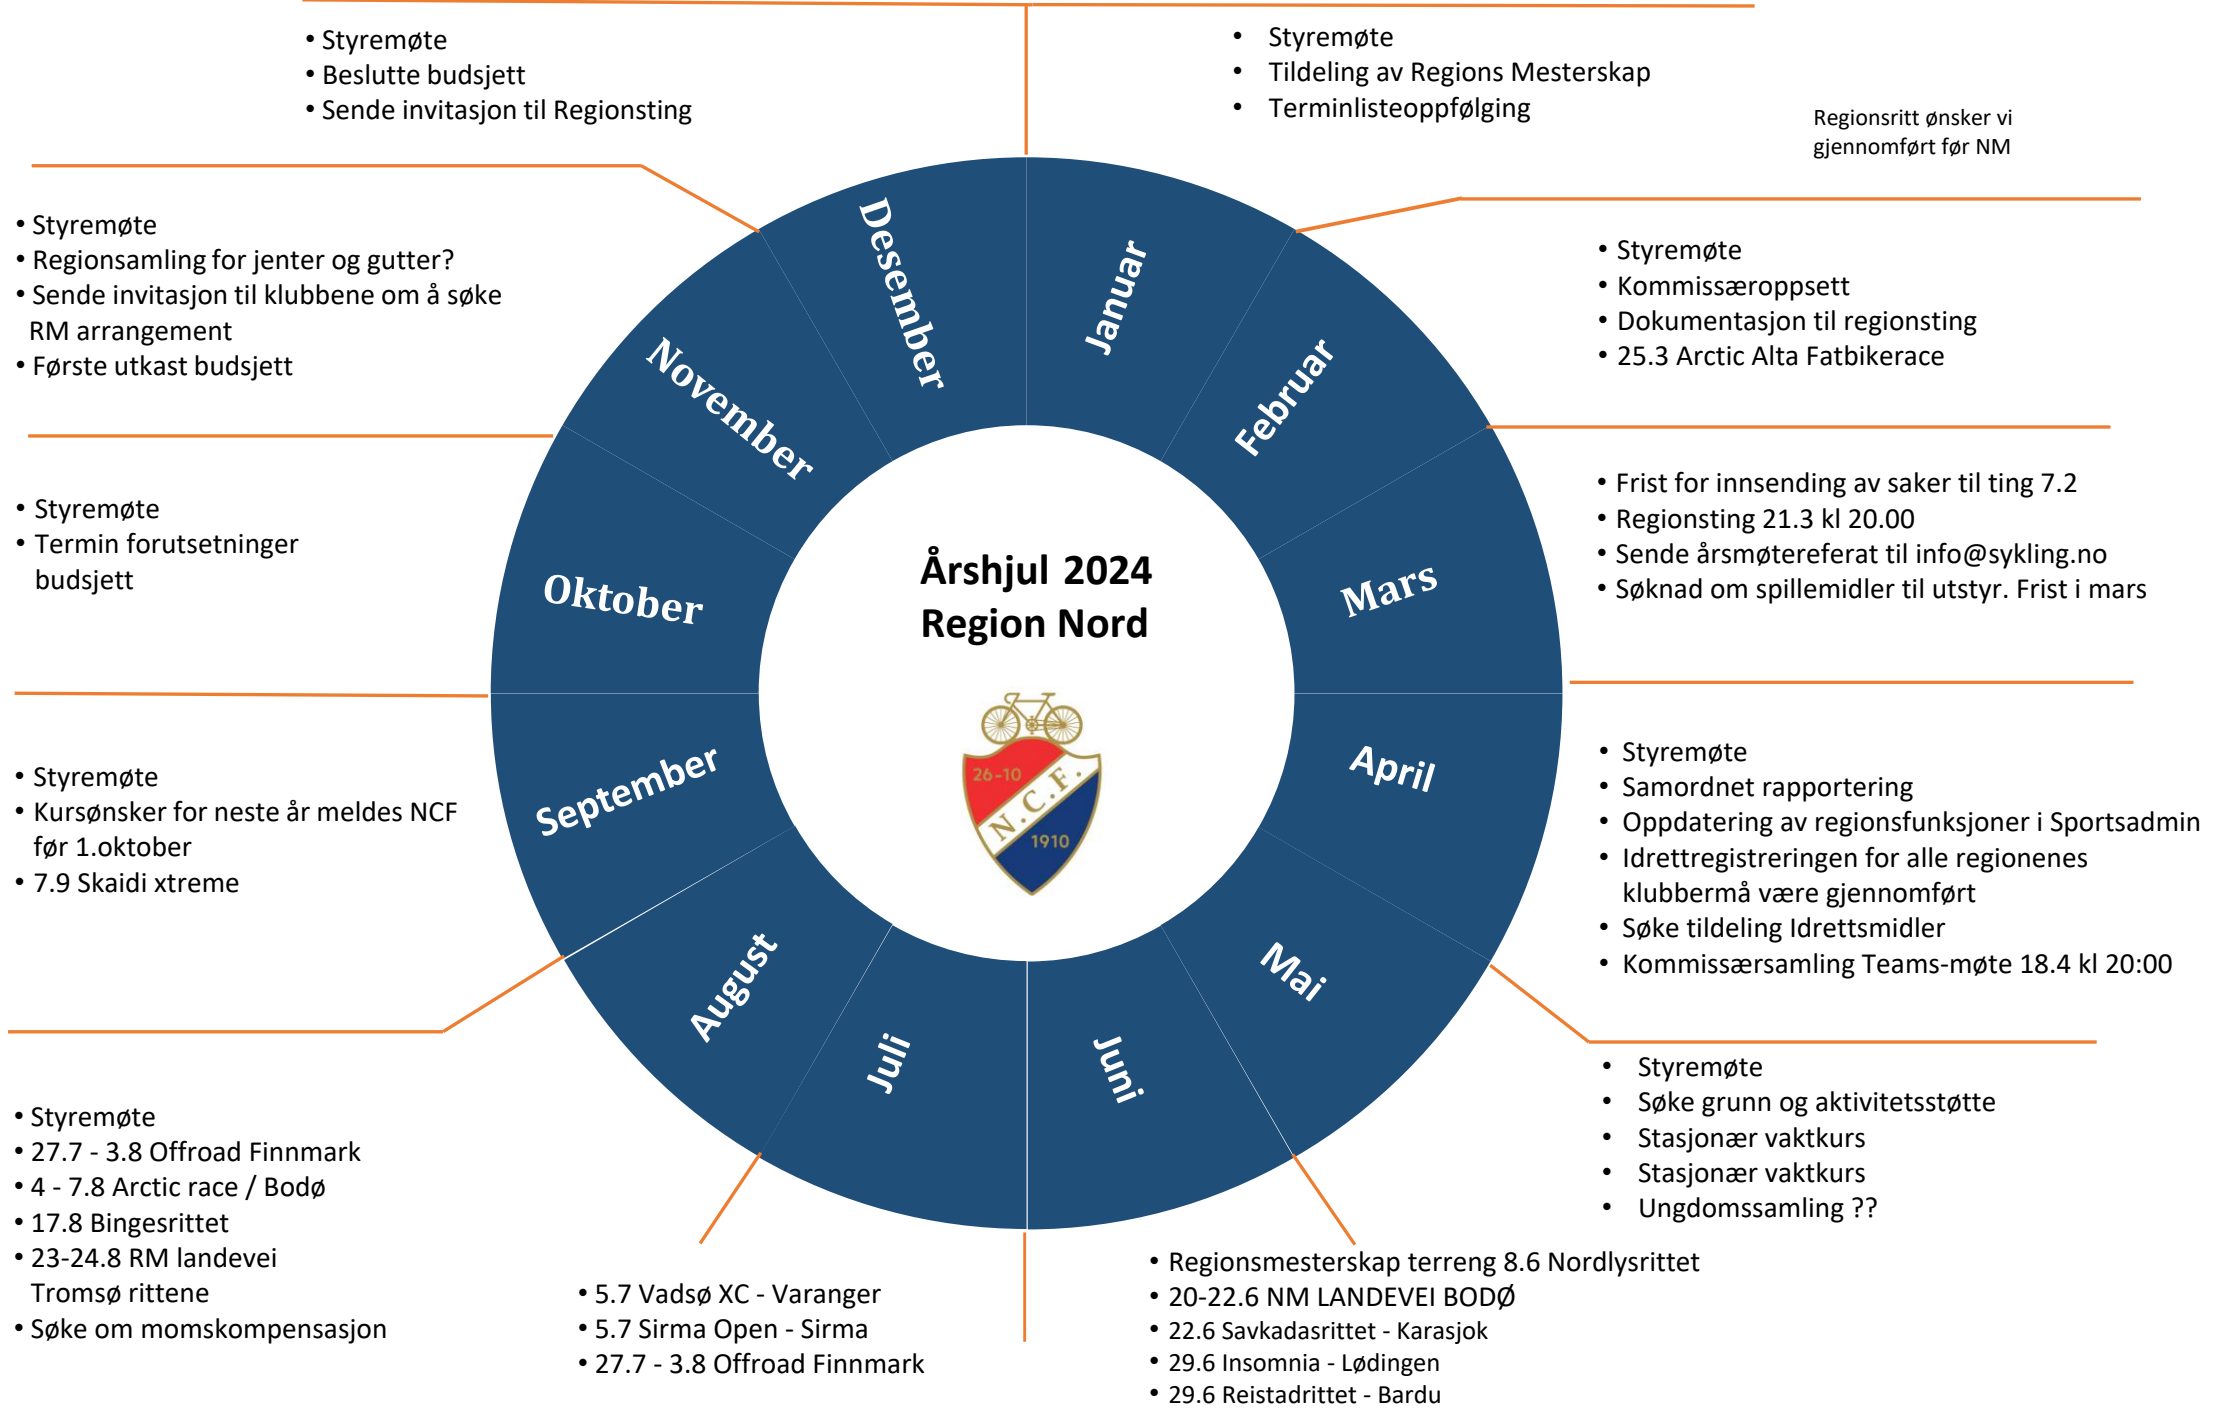 • Styremøte
• Beslutte budsjett
• Sende invitasjon til Regionsting
• Styremøte
• Tildeling av Regions Mesterskap
• Terminlisteoppfølging
Regionsritt ønsker vi
gjennomført før NM
• Styremøte
• Regionsamling for jenter og gutter?
• Sende invitasjon til klubbene om å søke
RM arrangement
• Første utkast budsjett
• Styremøte
• Kommissæroppsett
• Dokumentasjon til regionsting
• 25.3 Arctic Alta Fatbikerace
• Styremøte
• Termin forutsetninger
budsjett
• Frist for innsending av saker til ting 7.2
• Regionsting 21.3 kl 20.00
• Sende årsmøtereferat til info@sykling.no
• Søknad om spillemidler til utstyr. Frist i mars
Desember
Januar
November
Februar
Oktober
Mars
Årshjul 2024
Region Nord
26-10
N.C.F.
1910
September
April
August
Mai
Juli
Juni
• Styremøte
• Kursønsker for neste år meldes NCF
før 1.oktober
• 7.9 Skaidi xtreme
• Styremøte
• Samordnet rapportering
• Oppdatering av regionsfunksjoner i Sportsadmin
• Idrettregistreringen for alle regionenes
klubbermå være gjennomført
• Søke tildeling Idrettsmidler
• Kommissærsamling Teams-møte 18.4 kl 20:00
• Styremøte
• 27.7 - 3.8 Offroad Finnmark
• 4 - 7.8 Arctic race / Bodø
• 17.8 Bingesrittet
• 23-24.8 RM landevei
Tromsø rittene
• Søke om momskompensasjon
• Styremøte
• Søke grunn og aktivitetsstøtte
• Stasjonær vaktkurs
• Stasjonær vaktkurs
• Ungdomssamling ??
• 5.7 Vadsø XC - Varanger
• 5.7 Sirma Open - Sirma
• 27.7 - 3.8 Offroad Finnmark
• Regionsmesterskap terreng 8.6 Nordlysrittet
• 20-22.6 NM LANDEVEI BODØ
• 22.6 Savkadasrittet - Karasjok
• 29.6 Insomnia - Lødingen
• 29.6 Reistadrittet - Bardu